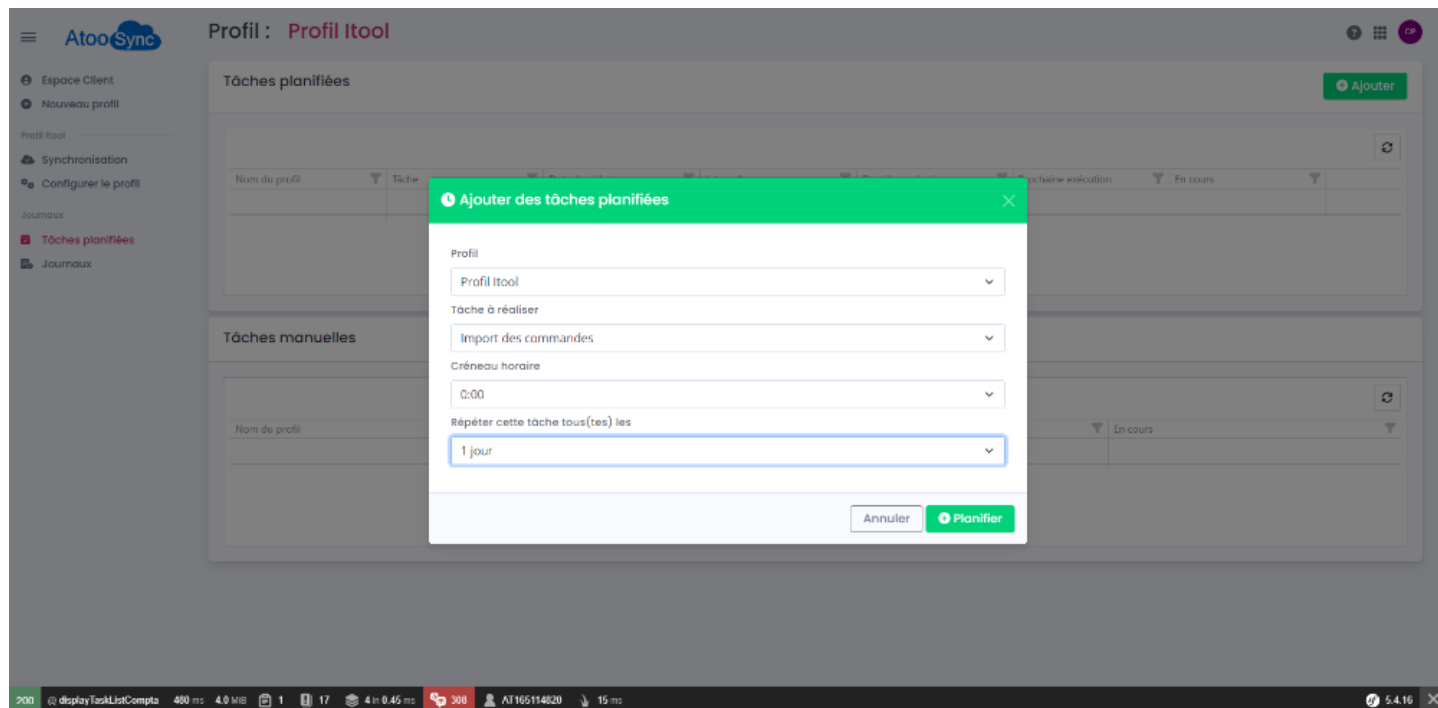 AtooSync
Profil : Profil Itool
CP
Espace Client
Nouveau profil
Profil Itool
Synchronisation
Configurer le profil
Journaux
Tâches planifiées
Journaux
Tâches planifiées
Ajouter
Nom du profil Tâche Prochaine exécution En cours
Ajouter des tâches planifiées
Profil
Profil Itool
Tâche à réaliser
Import des commandes
Créneau horaire
0:00
Répéter cette tâche tous(tes) les
1 jour
Annuler Planifier
Tâches manuelles
Nom du profil En cours
200 @ displayTaskListCompta 480 ms 4.0 MiB 1 17 4 in 0.45 ms 308 AT165114820 15 ms 5.4.16